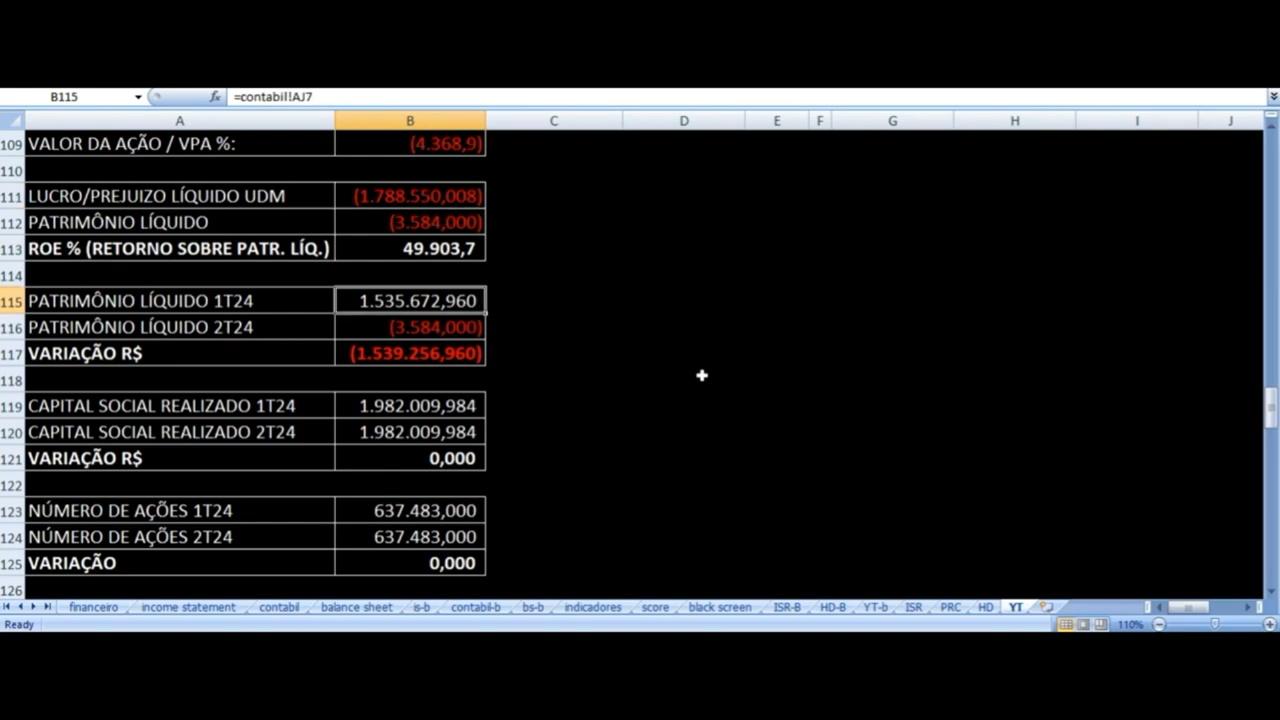 B115 fx =contabil!AJ7
A B C D E F G H I J
109 VALOR DA AÇÃO / VPA %: (4.368,9)
110
111 LUCRO/PREJUIZO LÍQUIDO UDM (1.788.550,008)
112 PATRIMÔNIO LÍQUIDO (3.584,000)
113 ROE % (RETORNO SOBRE PATR. LÍQ.) 49.903,7
114
115 PATRIMÔNIO LÍQUIDO 1T24 1.535.672,960
116 PATRIMÔNIO LÍQUIDO 2T24 (3.584,000)
117 VARIAÇÃO R$ (1.539.256,960)
118
119 CAPITAL SOCIAL REALIZADO 1T24 1.982.009,984
120 CAPITAL SOCIAL REALIZADO 2T24 1.982.009,984
121 VARIAÇÃO R$ 0,000
122
123 NÚMERO DE AÇÕES 1T24 637.483,000
124 NÚMERO DE AÇÕES 2T24 637.483,000
125 VARIAÇÃO 0,000
126
financeiro income statement contabil balance sheet is-b contabil-b bs-b indicadores score black screen ISR-B HD-B YT-b ISR PRC HD YT
Ready 110%